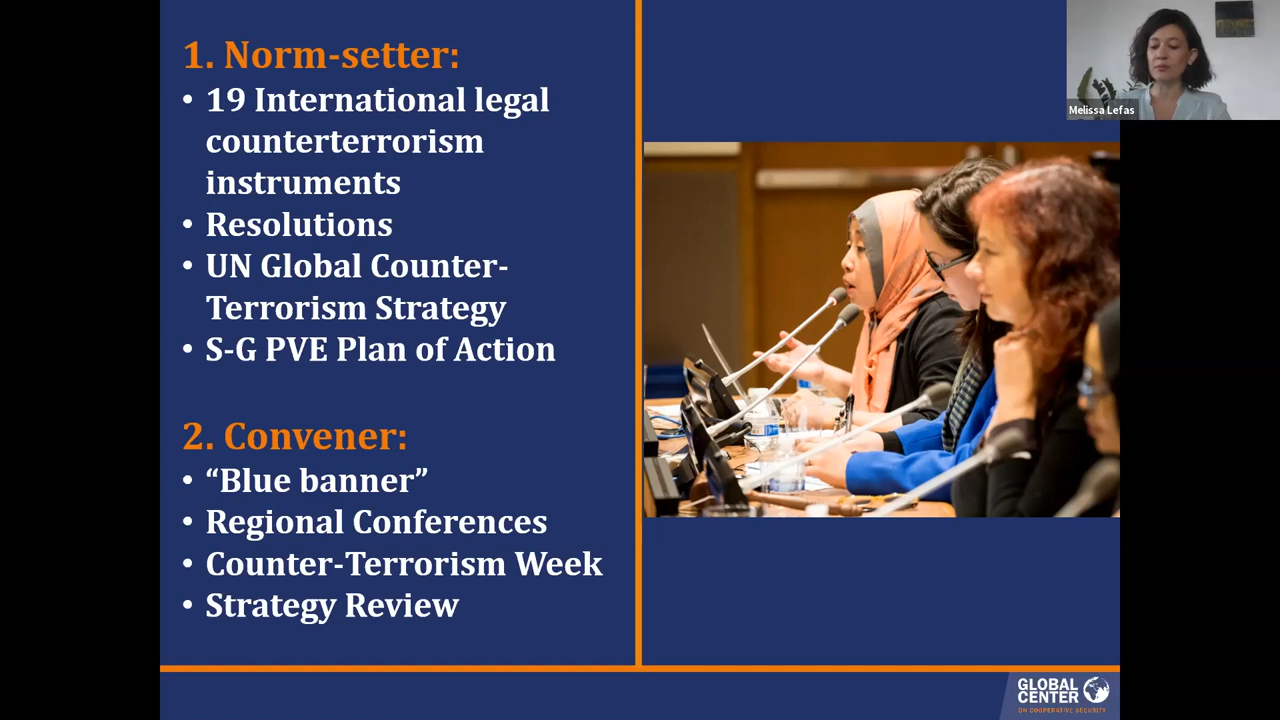 1. Norm-setter:
• 19 International legal
counterterrorism
instruments
• Resolutions
• UN Global Counter-
Terrorism Strategy
• S-G PVE Plan of Action
2. Convener:
• “Blue banner”
• Regional Conferences
• Counter-Terrorism Week
• Strategy Review
Melissa Lefas
GLOBAL
CENTER
ON COOPERATIVE SECURITY